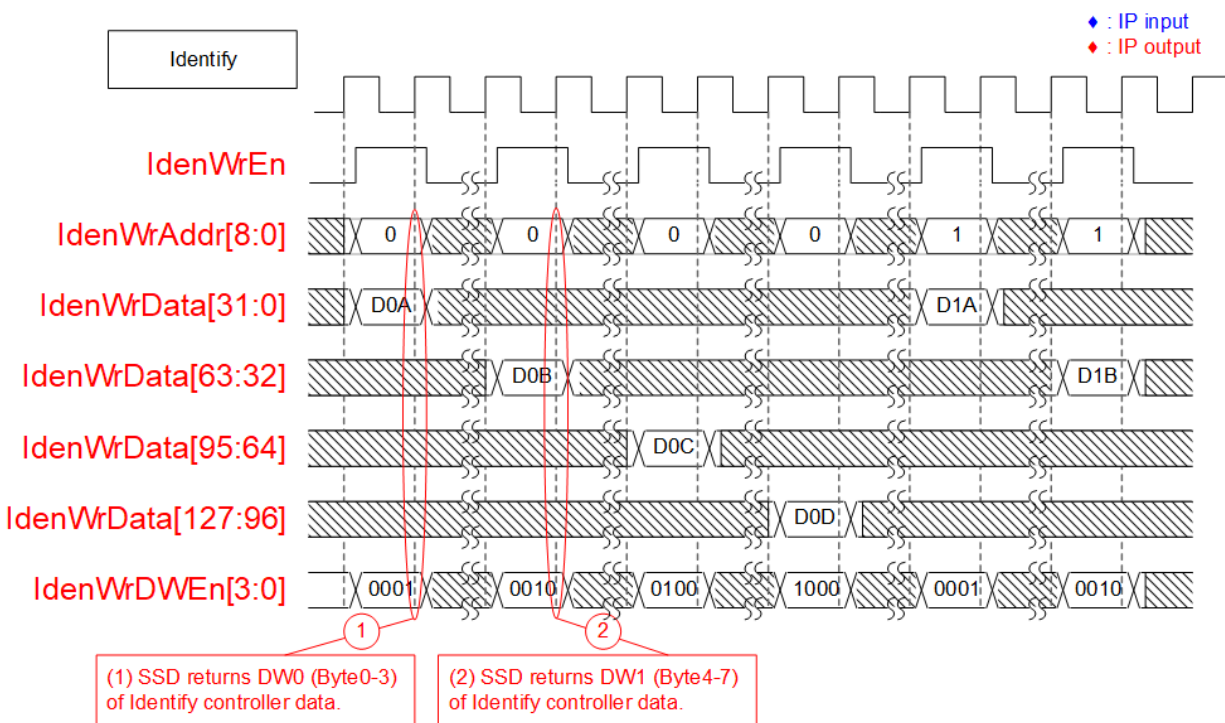 ♦ : IP input
♦ : IP output
Identify
IdenWrEn
IdenWrAddr[8:0] 0 0 0 0 1 1
IdenWrData[31:0] D0A D1A
IdenWrData[63:32] D0B D1B
IdenWrData[95:64] D0C
IdenWrData[127:96] D0D
IdenWrDWEn[3:0] 0001 0010 0100 1000 0001 0010
1 2
(1) SSD returns DW0 (Byte0-3)
of Identify controller data.
(2) SSD returns DW1 (Byte4-7)
of Identify controller data.